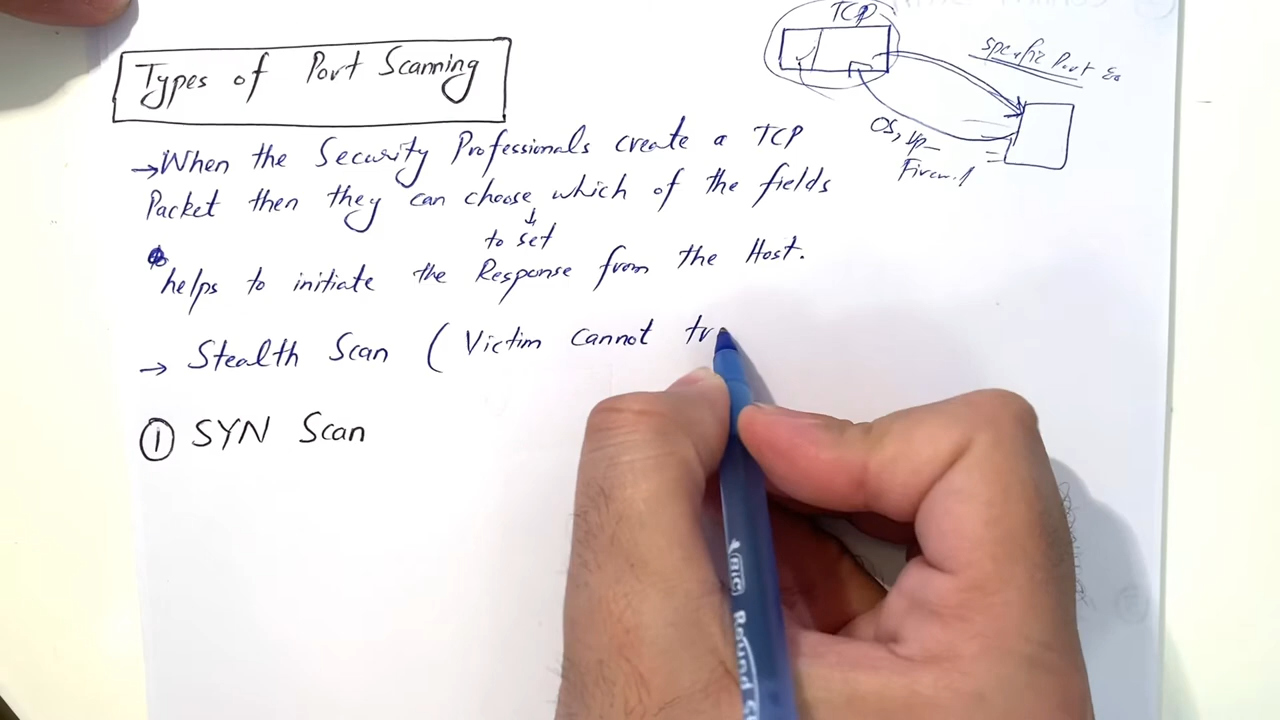 Types of Port Scanning
TCP
specific Port
OS, up-
→When the Security Professionals create a TCP
Packet then they can choose which of the fields
↓
to set
helps to initiate the Response from the Host.
→ Stealth Scan ( Victim cannot tr
① SYN Scan
BIC
Round